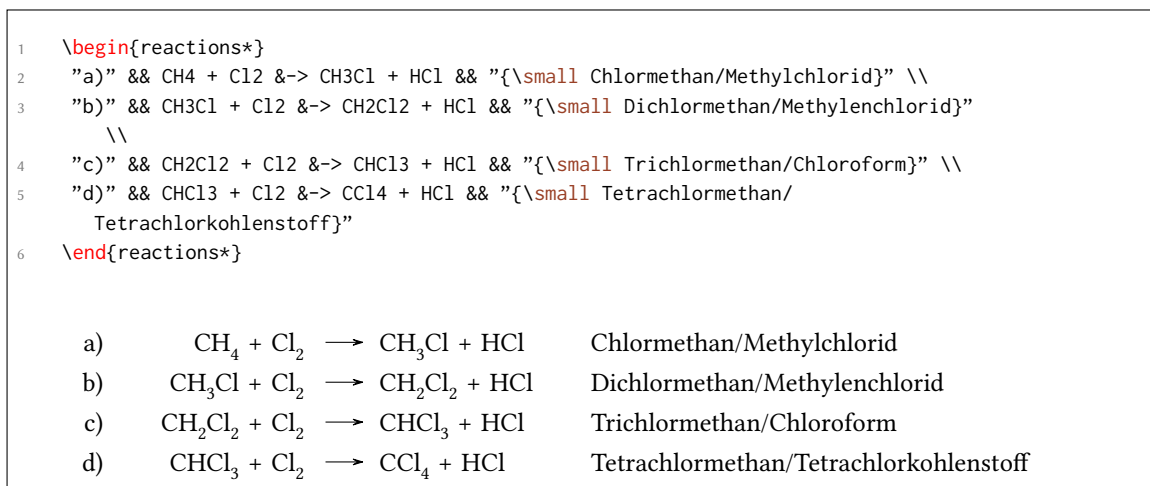 1 \begin{reactions*}
2 "a)" && CH4 + Cl2 &-> CH3Cl + HCl && "{\small Chlormethan/Methylchlorid}" \\
3 "b)" && CH3Cl + Cl2 &-> CH2Cl2 + HCl && "{\small Dichlormethan/Methylenchlorid}"
\\
4 "c)" && CH2Cl2 + Cl2 &-> CHCl3 + HCl && "{\small Trichlormethan/Chloroform}" \\
5 "d)" && CHCl3 + Cl2 &-> CCl4 + HCl && "{\small Tetrachlormethan/
Tetrachlorkohlenstoff}"
6 \end{reactions*}
a) CH₄ + Cl₂ ⟶ CH₃Cl + HCl Chlormethan/Methylchlorid
b) CH₃Cl + Cl₂ ⟶ CH₂Cl₂ + HCl Dichlormethan/Methylenchlorid
c) CH₂Cl₂ + Cl₂ ⟶ CHCl₃ + HCl Trichlormethan/Chloroform
d) CHCl₃ + Cl₂ ⟶ CCl₄ + HCl Tetrachlormethan/Tetrachlorkohlenstoff